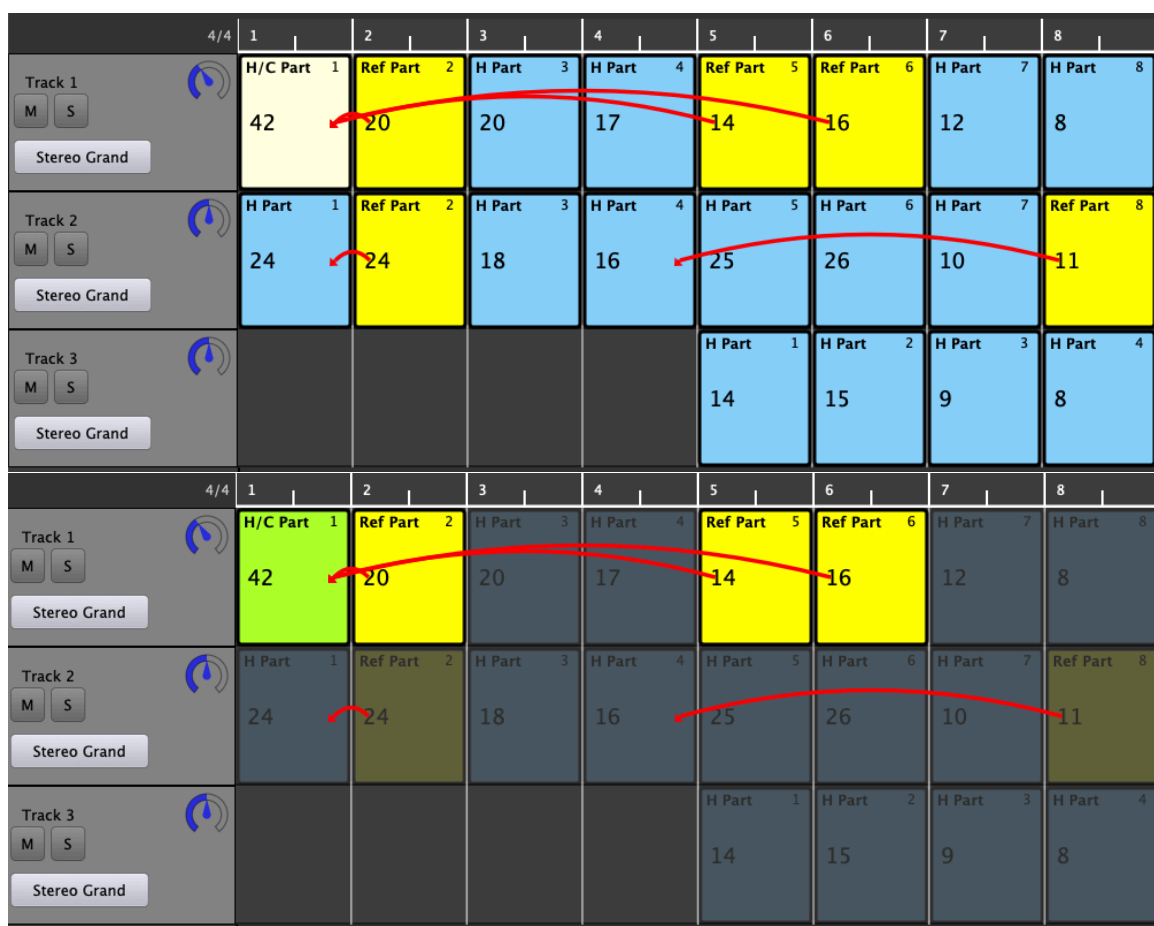 4/4 1 2 3 4 5 6 7 8
Track 1
M S
Stereo Grand
H/C Part 1 Ref Part 2 H Part 3 H Part 4 Ref Part 5 Ref Part 6 H Part 7 H Part 8
42 20 20 17 14 16 12 8
Track 2
M S
Stereo Grand
H Part 1 Ref Part 2 H Part 3 H Part 4 H Part 5 H Part 6 H Part 7 Ref Part 8
24 24 18 16 25 26 10 11
Track 3
M S
Stereo Grand
H Part 1 H Part 2 H Part 3 H Part 4
14 15 9 8
4/4 1 2 3 4 5 6 7 8
Track 1
M S
Stereo Grand
H/C Part 1 Ref Part 2 H Part 3 H Part 4 Ref Part 5 Ref Part 6 H Part 7 H Part 8
42 20 20 17 14 16 12 8
Track 2
M S
Stereo Grand
H Part 1 Ref Part 2 H Part 3 H Part 4 H Part 5 H Part 6 H Part 7 Ref Part 8
24 24 18 16 25 26 10 11
Track 3
M S
Stereo Grand
H Part 1 H Part 2 H Part 3 H Part 4
14 15 9 8